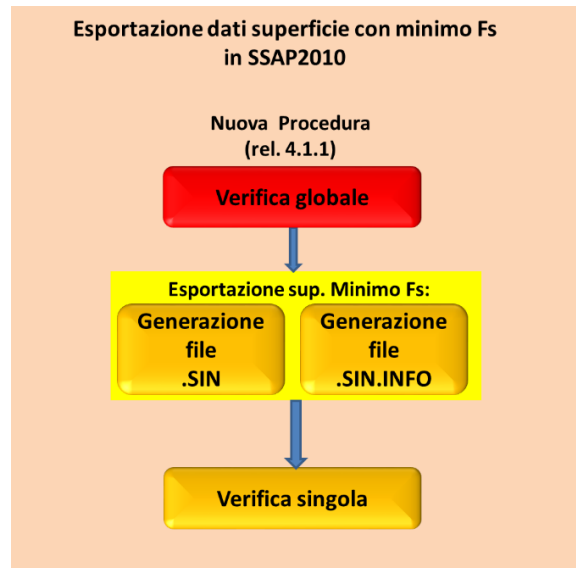 Esportazione dati superficie con minimo Fs
in SSAP2010
Nuova Procedura
(rel. 4.1.1)
Verifica globale
Esportazione sup. Minimo Fs:
Generazione
file
.SIN
Generazione
file
.SIN.INFO
Verifica singola